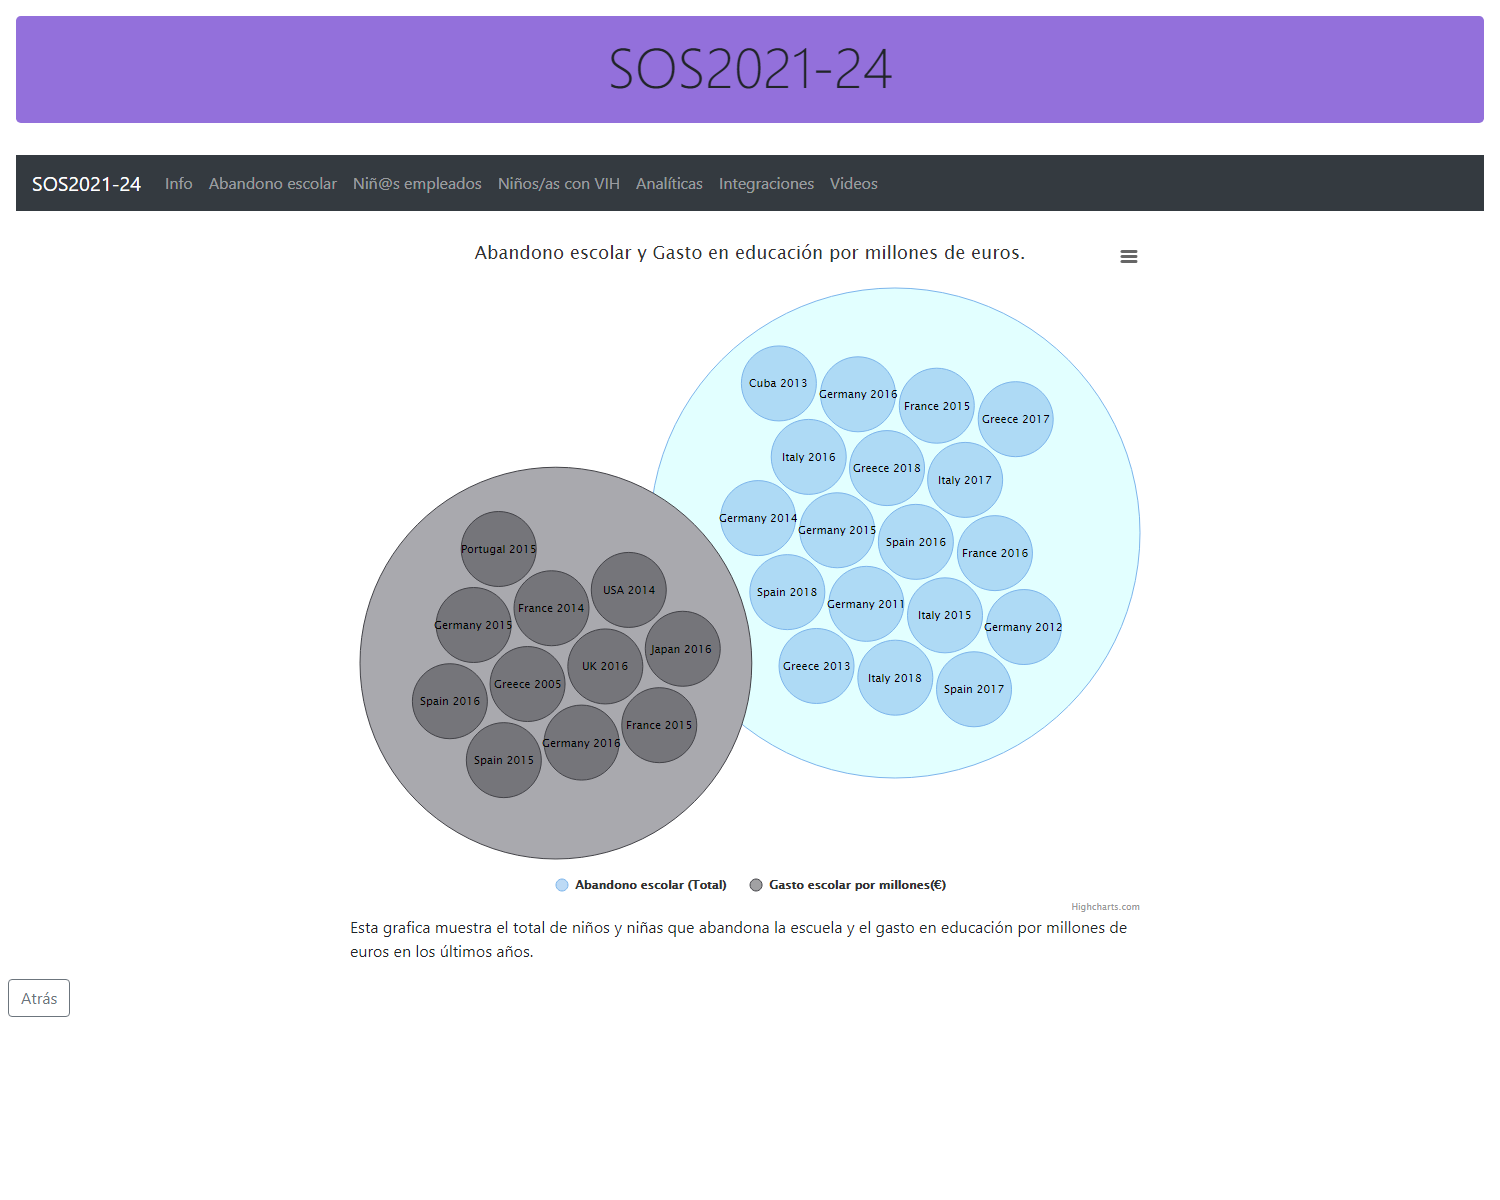 SOS2021-24
SOS2021-24 Info Abandono escolar Niñ@s empleados Niños/as con VIH Analíticas Integraciones Videos
Abandono escolar y Gasto en educación por millones de euros.
Cuba 2013
Germany 2016
France 2015
Greece 2017
Italy 2016
Greece 2018
Italy 2017
Germany 2014
Germany 2015
Spain 2016
France 2016
Spain 2018
Germany 2011
Italy 2015
Germany 2012
Greece 2013
Italy 2018
Spain 2017
Portugal 2015
USA 2014
France 2014
Germany 2015
Japan 2016
UK 2016
Greece 2005
Spain 2016
France 2015
Germany 2016
Spain 2015
Abandono escolar (Total) Gasto escolar por millones(€)
Highcharts.com
Esta grafica muestra el total de niños y niñas que abandona la escuela y el gasto en educación por millones de
euros en los últimos años.
Atrás